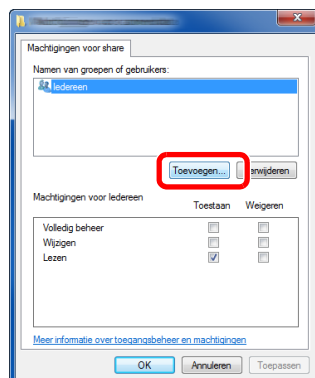 Machtigingen voor share
Namen van groepen of gebruikers:
Iedereen
Toevoegen...
Verwijderen
Machtigingen voor Iedereen
Toestaan Weigeren
Volledig beheer
Wijzigen
Lezen
Meer informatie over toegangsbeheer en machtigingen
OK Annuleren Toepassen